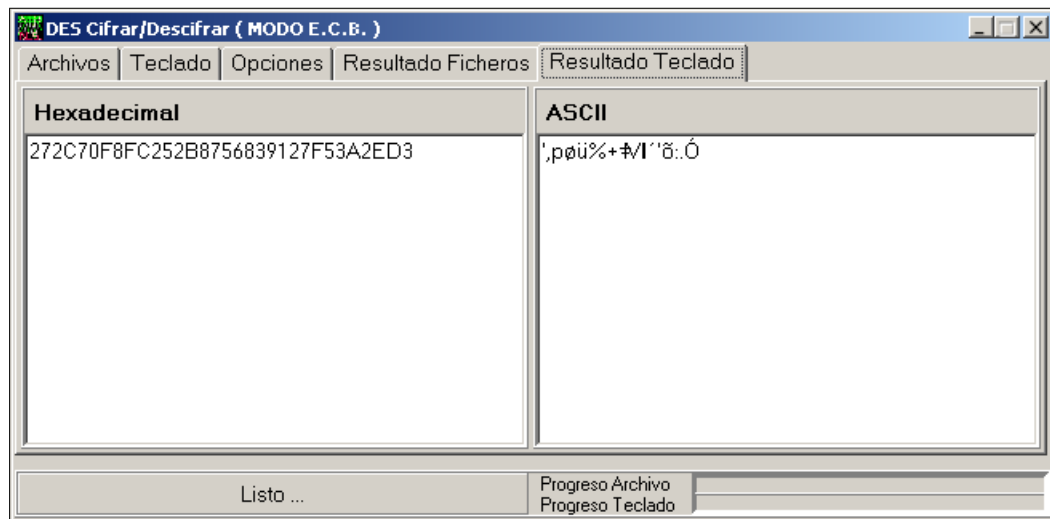 DES Cifrar/Descifrar ( MODO E.C.B. )
Archivos Teclado Opciones Resultado Ficheros Resultado Teclado
Hexadecimal ASCII
272C70F8FC252B8756839127F53A2ED3
Listo ...
Progreso Archivo
Progreso Teclado